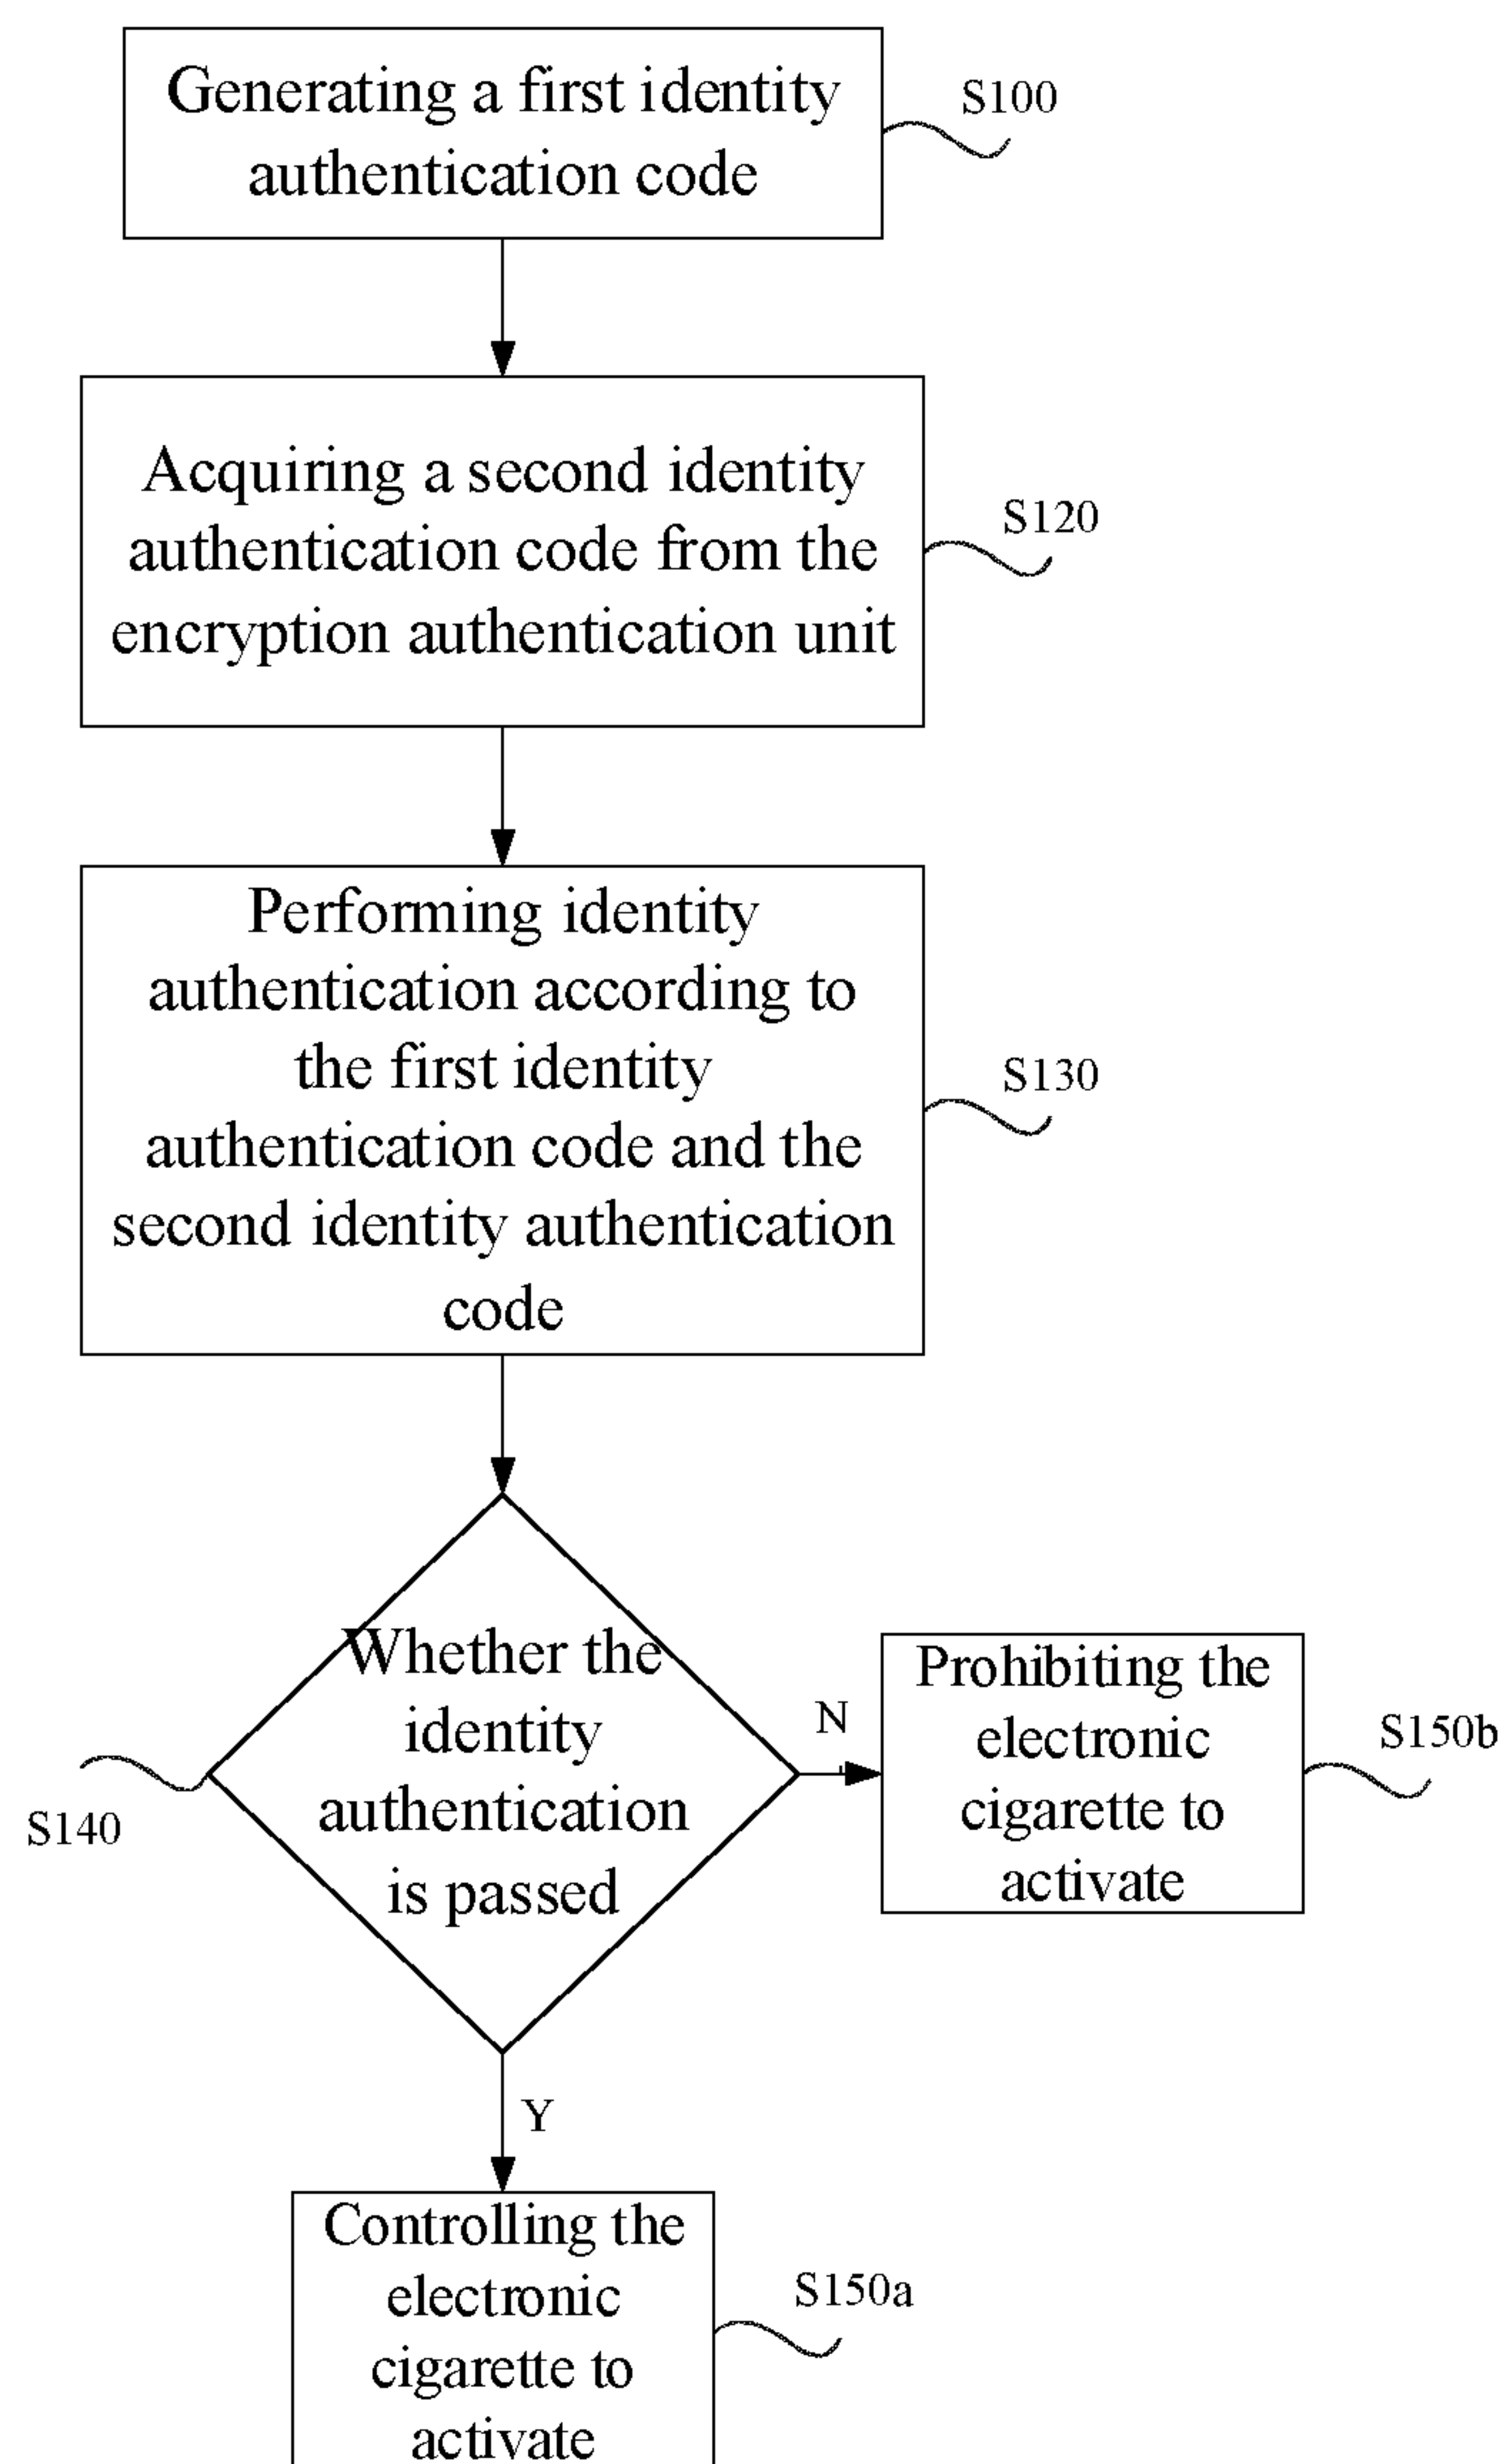 Generating a first identity
authentication code
S100
Acquiring a second identity
authentication code from the
encryption authentication unit
S120
Performing identity
authentication according to
the first identity
authentication code and the
second identity authentication
code
S130
Whether the
identity
authentication
is passed
S140
N
Prohibiting the
electronic
cigarette to
activate
S150b
Y
Controlling the
electronic
cigarette to
activate
S150a